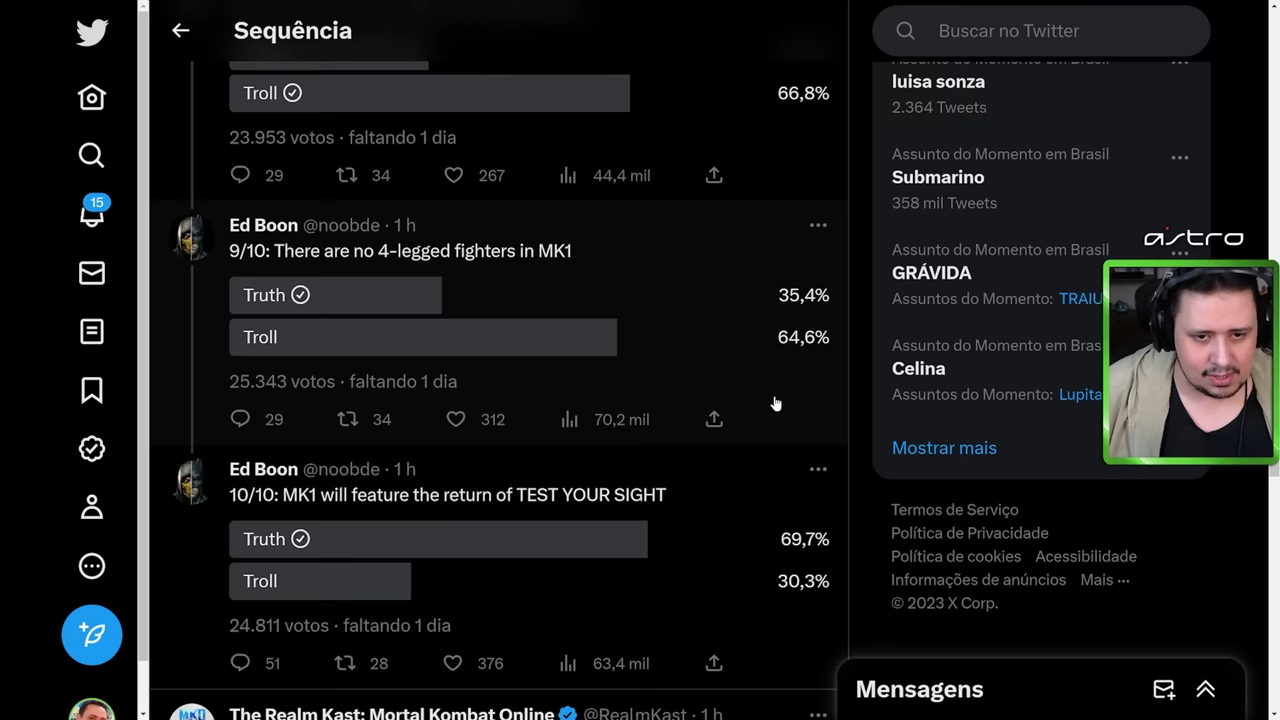 Sequência
Troll
66,8%
23.953 votos · faltando 1 dia
29 34 267 44,4 mil
Ed Boon @noobde · 1 h
9/10: There are no 4-legged fighters in MK1
Truth
35,4%
Troll
64,6%
25.343 votos · faltando 1 dia
29 34 312 70,2 mil
Ed Boon @noobde · 1 h
10/10: MK1 will feature the return of TEST YOUR SIGHT
Truth
69,7%
Troll
30,3%
24.811 votos · faltando 1 dia
51 28 376 63,4 mil
The Realm Kast: Mortal Kombat Online @RealmKast · 1 h
15
Buscar no Twitter
Assunto do Momento em Brasil
luisa sonza
2.364 Tweets
Assunto do Momento em Brasil
Submarino
358 mil Tweets
Assunto do Momento em Brasil
GRÁVIDA
Assuntos do Momento: TRAIU
Assunto do Momento em Bras
Celina
Assuntos do Momento: Lupita
Mostrar mais
Termos de Serviço
Política de Privacidade
Política de cookies Acessibilidade
Informações de anúncios Mais ···
© 2023 X Corp.
Mensagens
astro